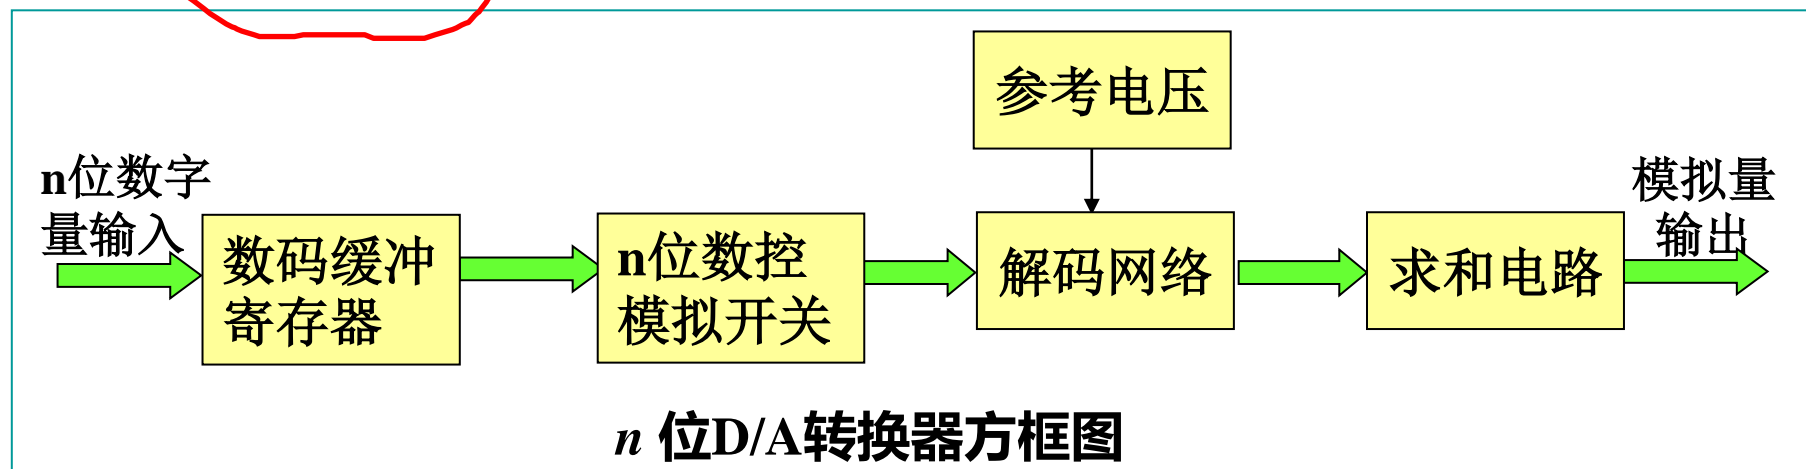 参考电压
n位数字
量输入
数码缓冲
寄存器
n位数控
模拟开关
解码网络
求和电路
模拟量
输出
n 位D/A转换器方框图